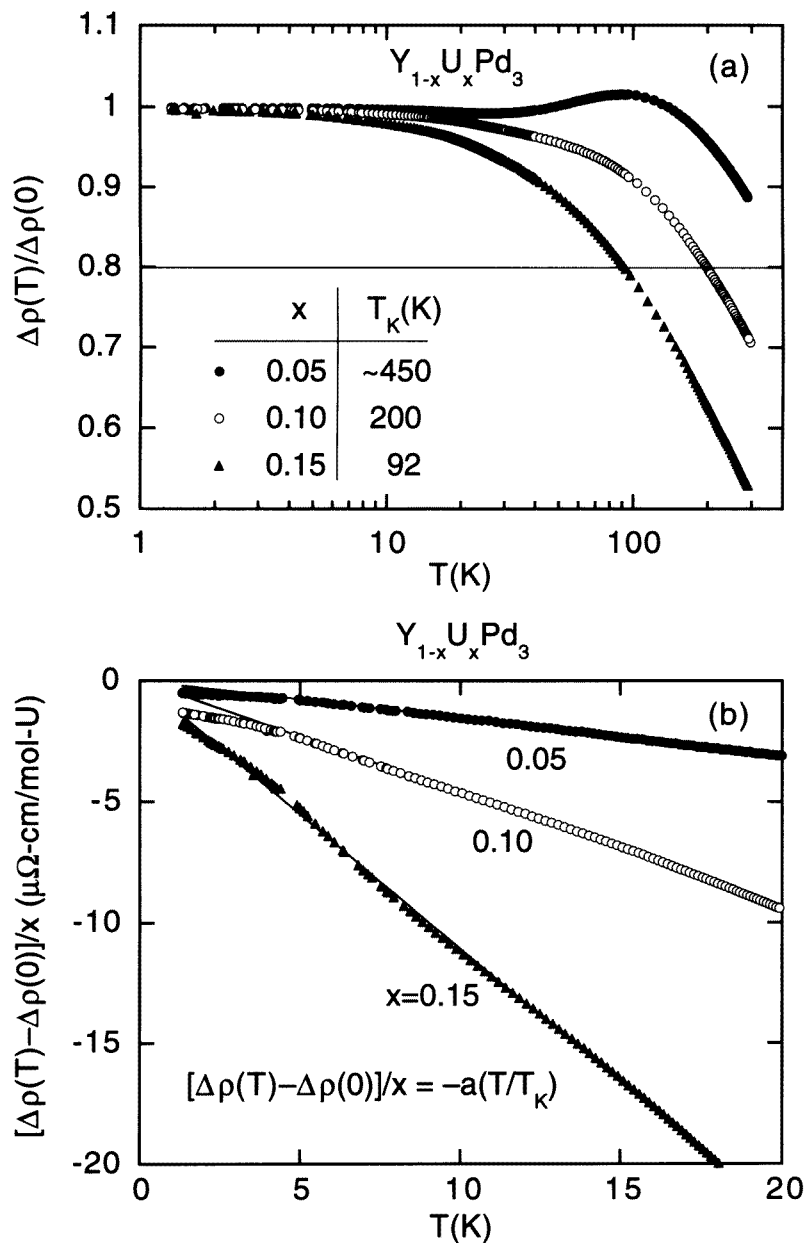 1.1
Y₁₋ₓUₓPd₃
(a)
1
0.9
0.8
0.7
0.6
0.5
Δρ(T)/Δρ(0)
x T_K(K)
● 0.05 ~450
○ 0.10 200
▲ 0.15 92
1 10 100
T(K)
Y₁₋ₓUₓPd₃
0
-5
-10
-15
-20
[Δρ(T)−Δρ(0)]/x (μΩ-cm/mol-U)
(b)
0.05
0.10
x=0.15
[Δρ(T)−Δρ(0)]/x = −a(T/T_K)
0 5 10 15 20
T(K)